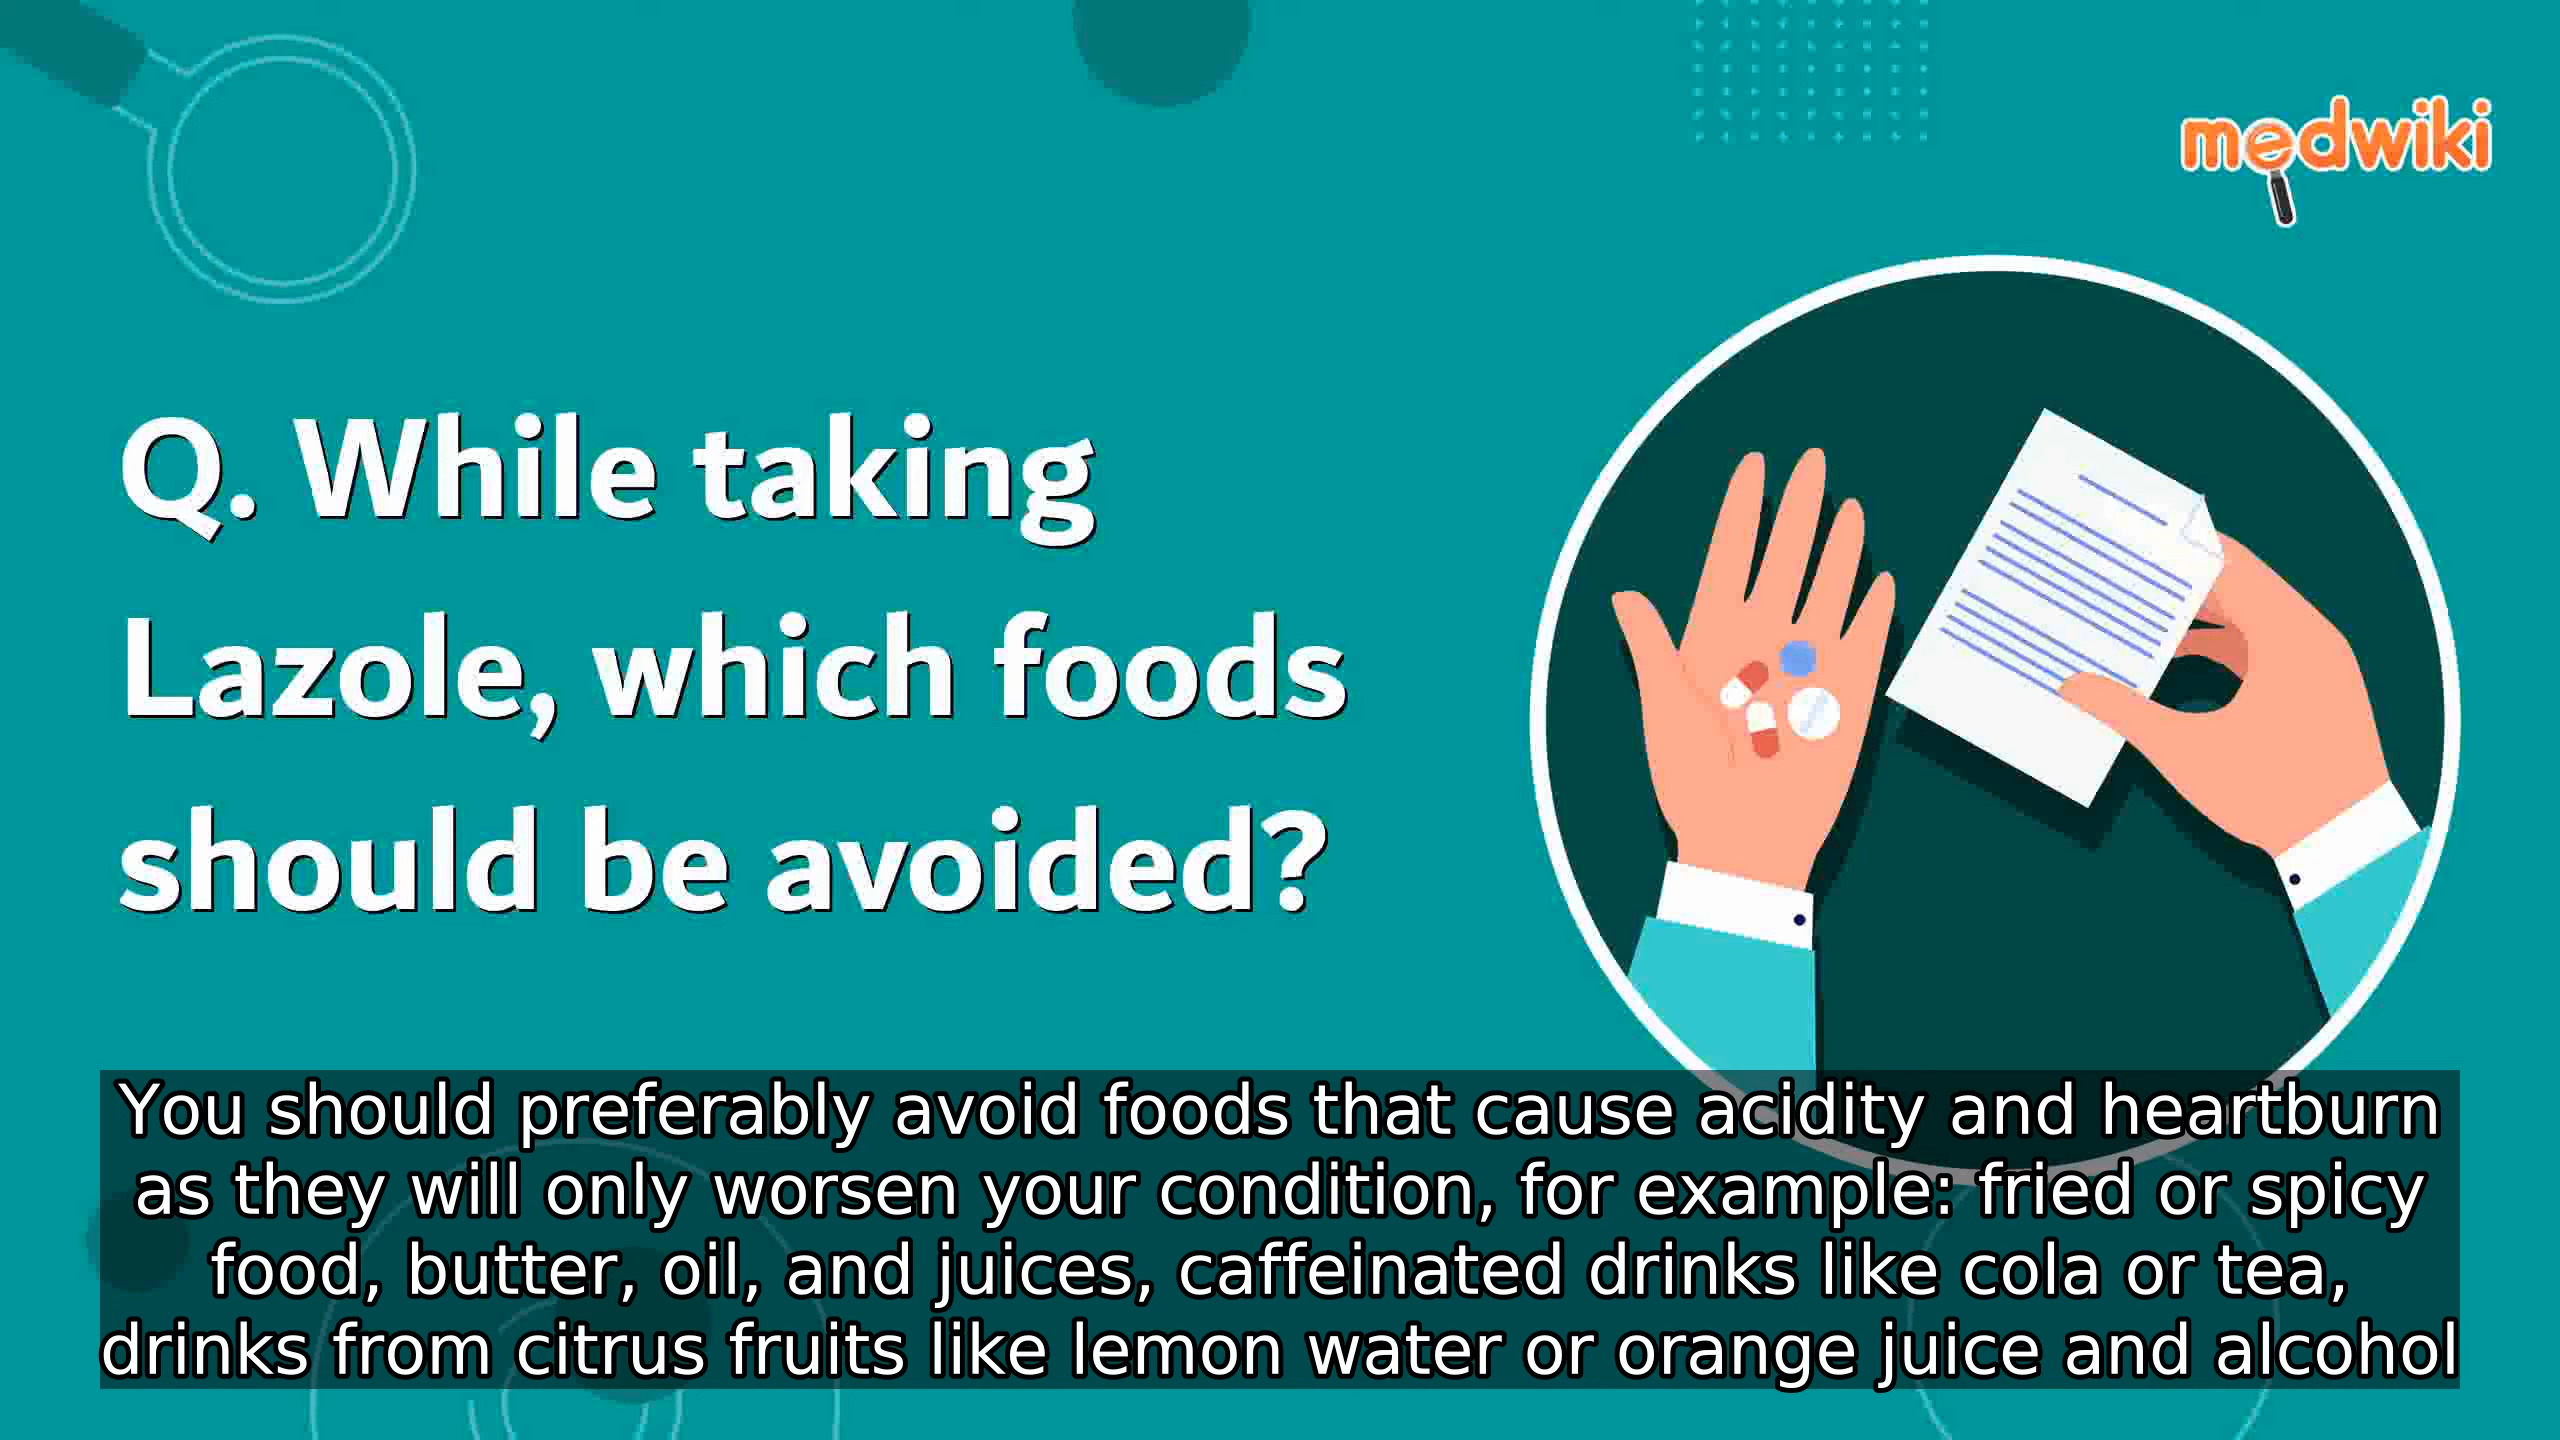 medwiki
Q. While taking
Lazole, which foods
should be avoided?
You should preferably avoid foods that cause acidity and heartburn
as they will only worsen your condition, for example: fried or spicy
food, butter, oil, and juices, caffeinated drinks like cola or tea,
drinks from citrus fruits like lemon water or orange juice and alcohol